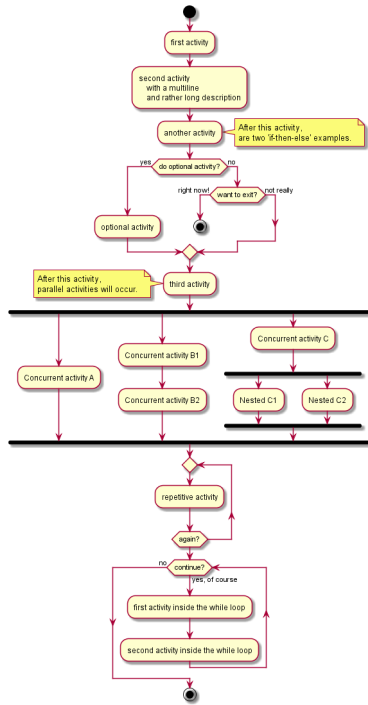 first activity
second activity
with a multiline
and rather long description
another activity
After this activity,
are two 'if-then-else' examples.
yes
do optional activity?
no
right now!
want to exit?
not really
optional activity
After this activity,
parallel activities will occur.
third activity
Concurrent activity A
Concurrent activity B1
Concurrent activity B2
Concurrent activity C
Nested C1
Nested C2
repetitive activity
again?
no
continue?
yes, of course
first activity inside the while loop
second activity inside the while loop